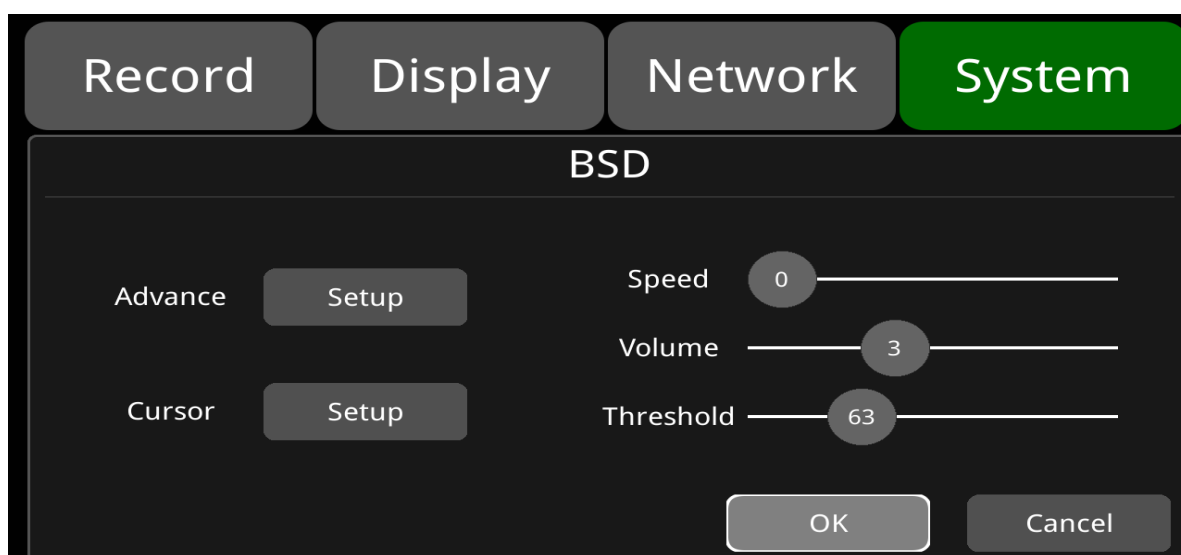 Record Display Network System
BSD
Advance Setup
Speed 0
Volume 3
Cursor Setup
Threshold 63
OK Cancel